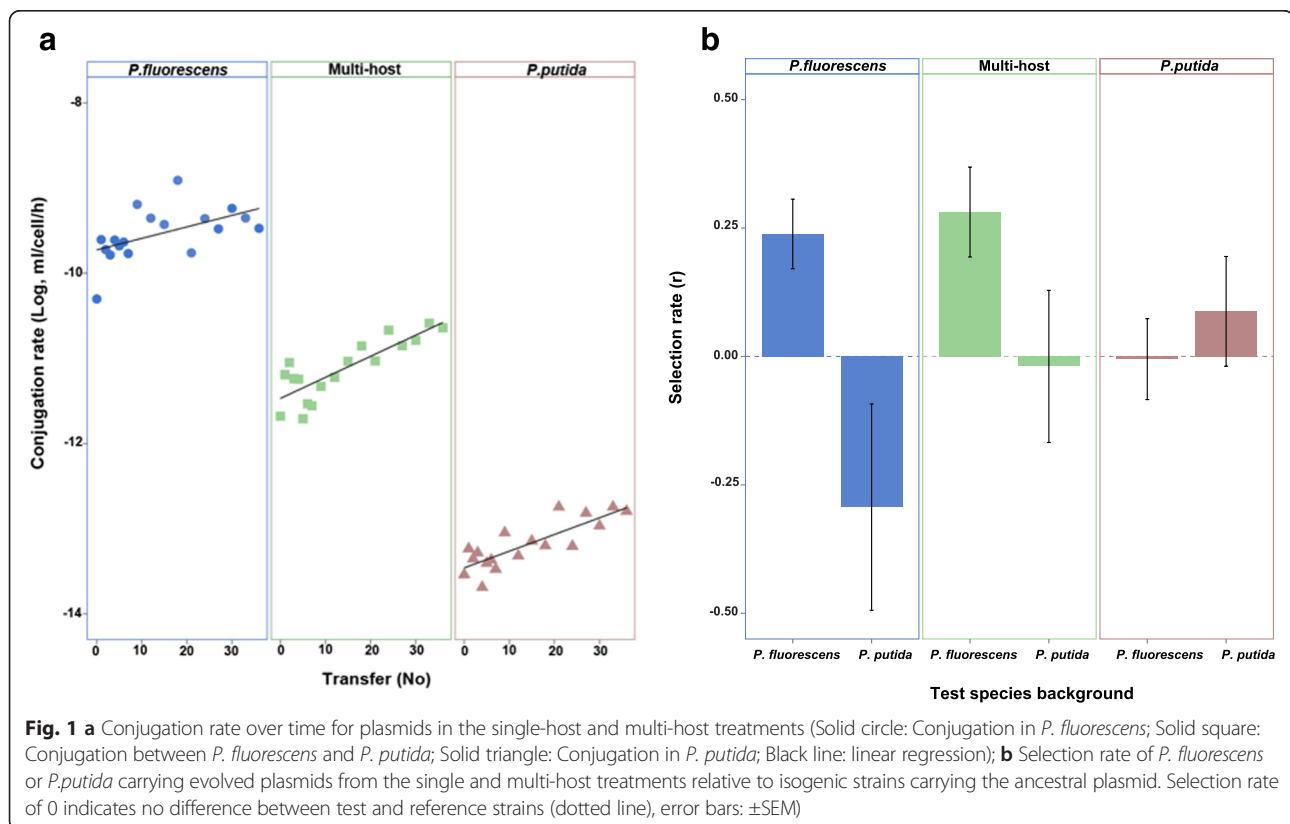 a
P.fluorescens
Multi-host
P.putida
Conjugation rate (Log, ml/cell/h)
-8
-10
-12
-14
0 10 20 30
0 10 20 30
0 10 20 30
Transfer (No)
b
P.fluorescens
Multi-host
P.putida
Selection rate (r)
0.50
0.25
0.00
-0.25
-0.50
P. fluorescens P. putida
P. fluorescens P. putida
P. fluorescens P. putida
Test species background
Fig. 1 a Conjugation rate over time for plasmids in the single-host and multi-host treatments (Solid circle: Conjugation in P. fluorescens; Solid square:
Conjugation between P. fluorescens and P. putida; Solid triangle: Conjugation in P. putida; Black line: linear regression); b Selection rate of P. fluorescens
or P.putida carrying evolved plasmids from the single and multi-host treatments relative to isogenic strains carrying the ancestral plasmid. Selection rate
of 0 indicates no difference between test and reference strains (dotted line), error bars: ±SEM)